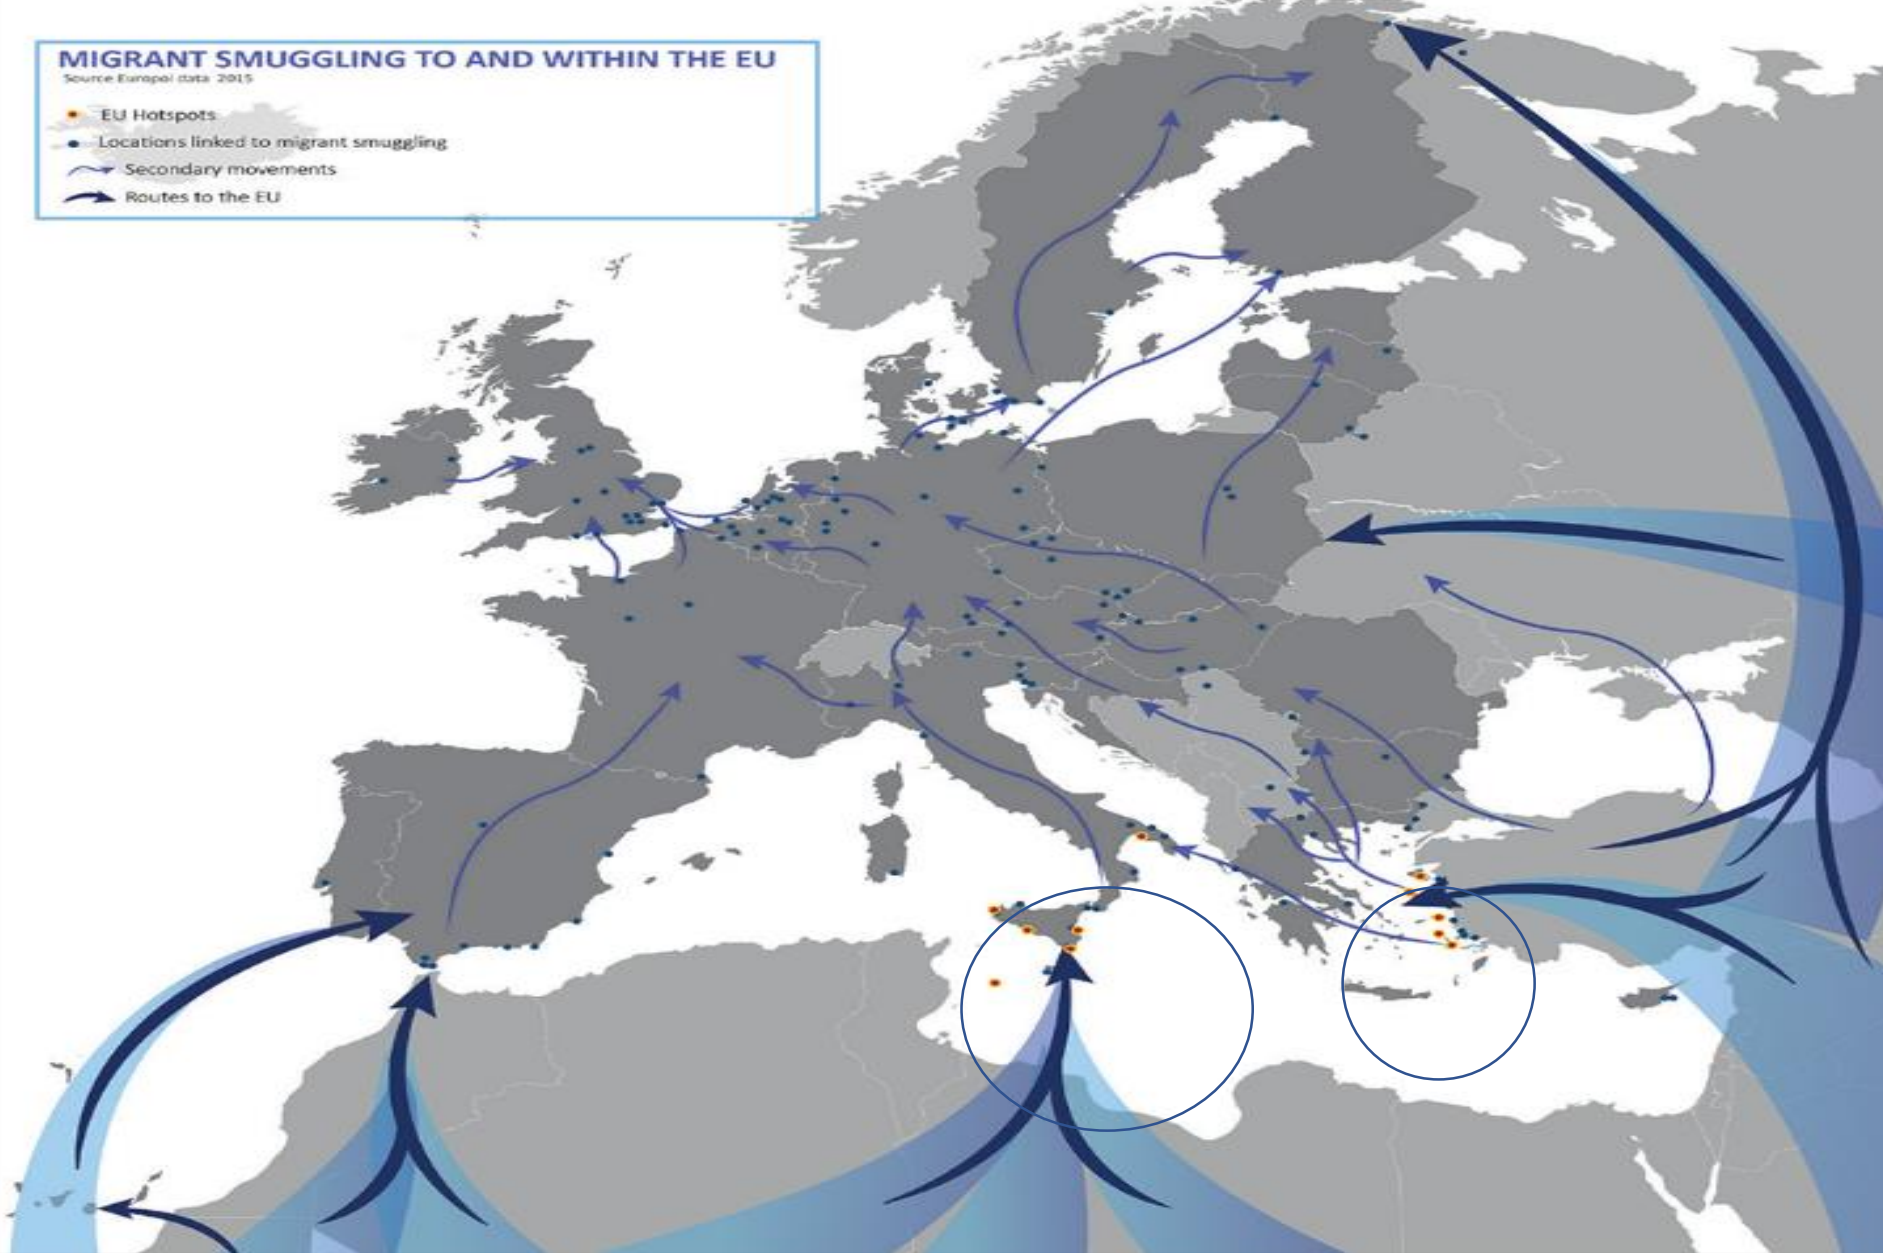 MIGRANT SMUGGLING TO AND WITHIN THE EU
Source Europol data 2015
EU Hotspots
Locations linked to migrant smuggling
Secondary movements
Routes to the EU